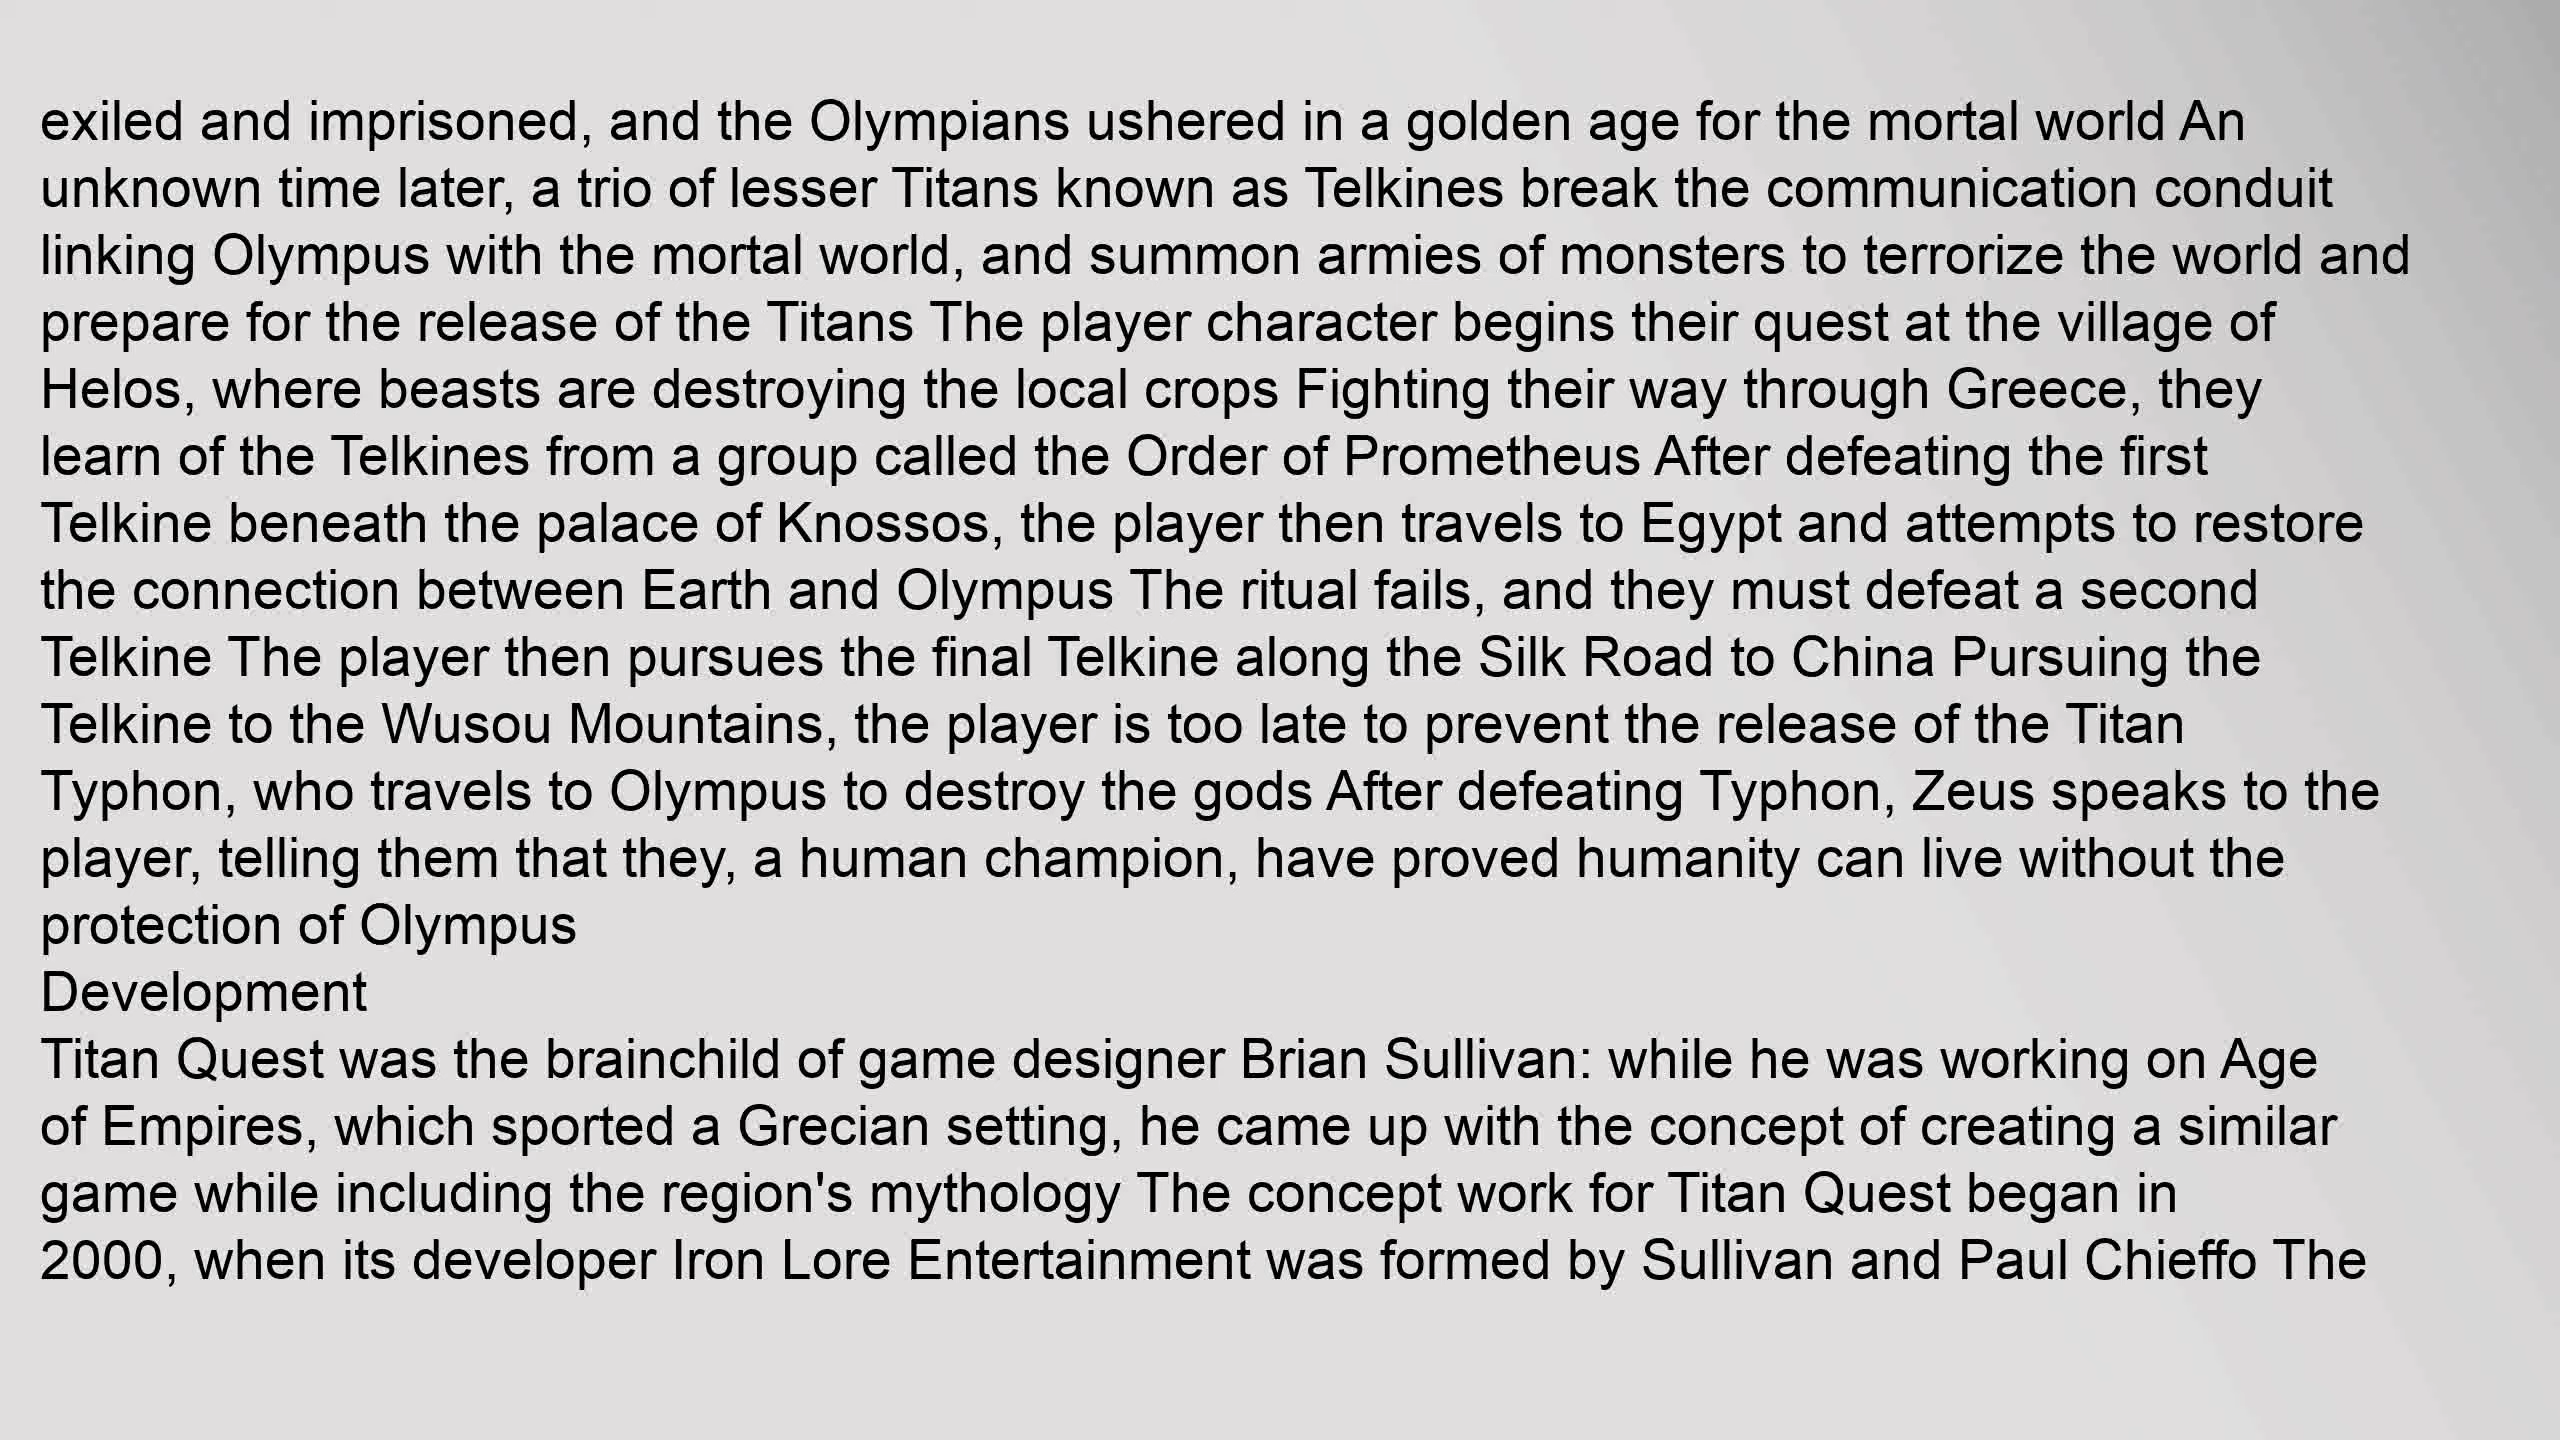 exiled and imprisoned, and the Olympians ushered in a golden age for the mortal world An
unknown time later, a trio of lesser Titans known as Telkines break the communication conduit
linking Olympus with the mortal world, and summon armies of monsters to terrorize the world and
prepare for the release of the Titans The player character begins their quest at the village of
Helos, where beasts are destroying the local crops Fighting their way through Greece, they
learn of the Telkines from a group called the Order of Prometheus After defeating the first
Telkine beneath the palace of Knossos, the player then travels to Egypt and attempts to restore
the connection between Earth and Olympus The ritual fails, and they must defeat a second
Telkine The player then pursues the final Telkine along the Silk Road to China Pursuing the
Telkine to the Wusou Mountains, the player is too late to prevent the release of the Titan
Typhon, who travels to Olympus to destroy the gods After defeating Typhon, Zeus speaks to the
player, telling them that they, a human champion, have proved humanity can live without the
protection of Olympus
Development
Titan Quest was the brainchild of game designer Brian Sullivan: while he was working on Age
of Empires, which sported a Grecian setting, he came up with the concept of creating a similar
game while including the region's mythology The concept work for Titan Quest began in
2000, when its developer Iron Lore Entertainment was formed by Sullivan and Paul Chieffo The